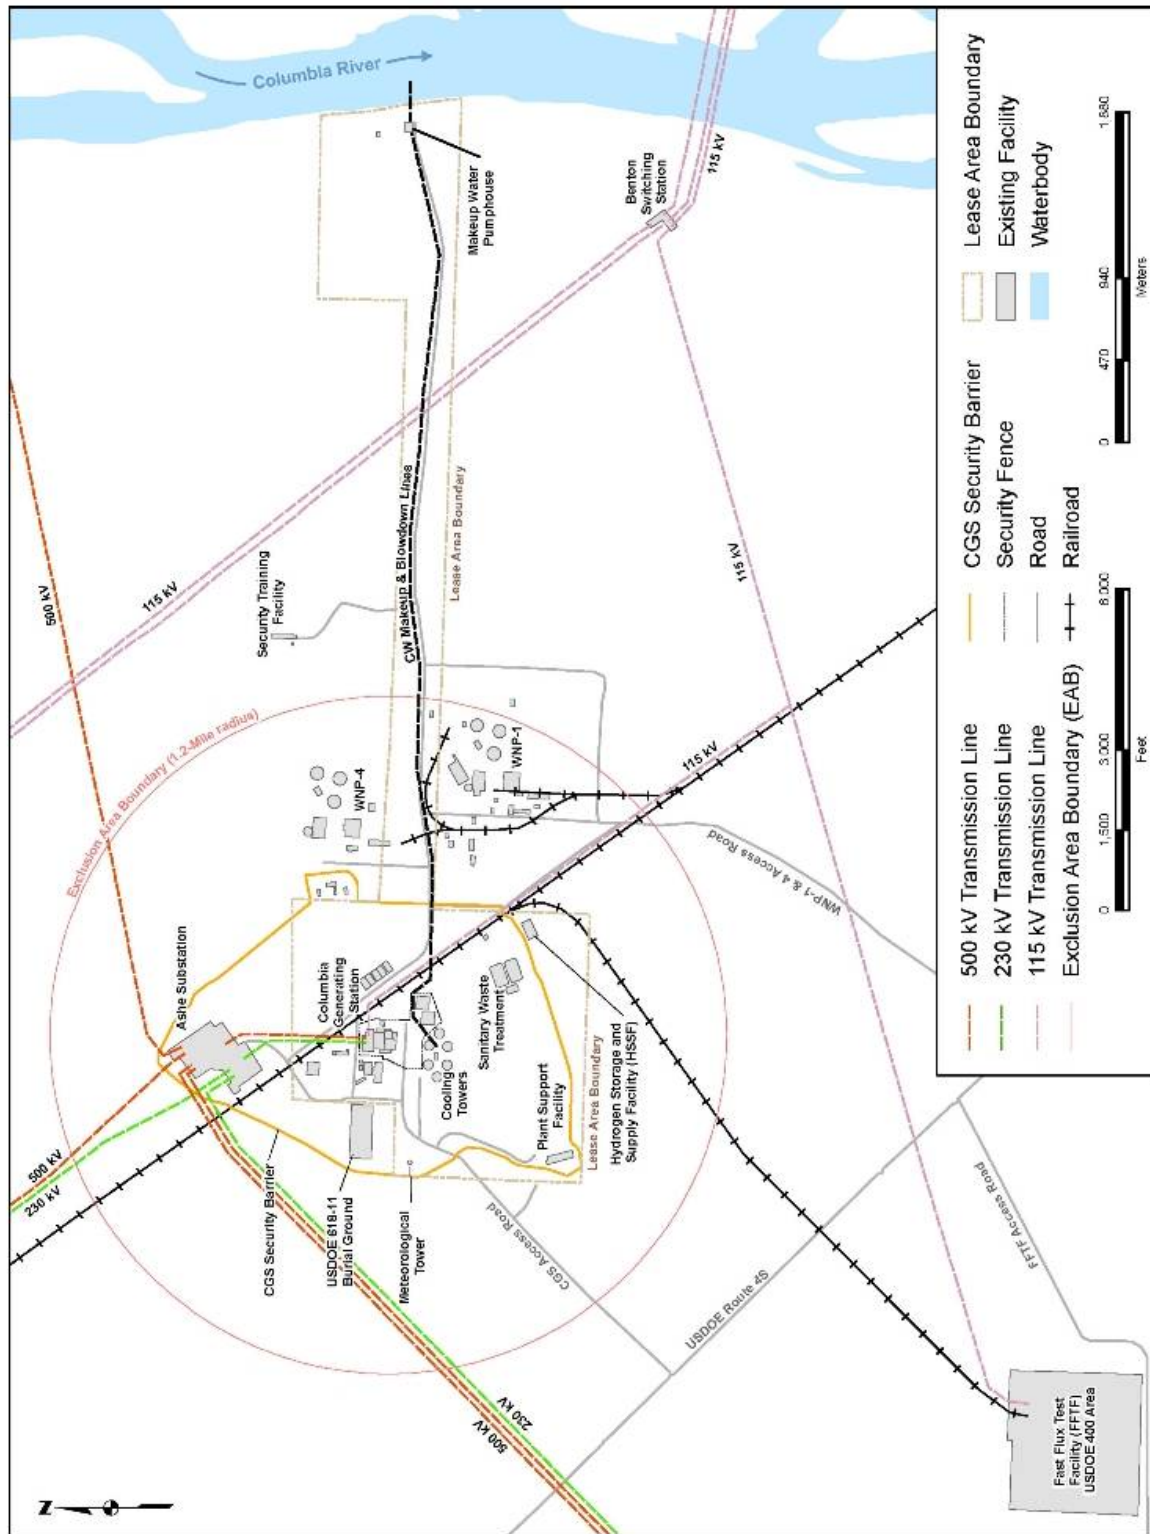 Columbia River
500 kV
115 kV
Security Training
Facility
Exclusion Area Boundary (1.2-Mile radius)
Ashe Substation
500 kV
230 kV
CGS Security Barrier
USDOE 618-11
Burial Ground
Meteorological
Tower
Columbia
Generating
Station
Cooling
Towers
WNP-4
WNP-1
CW Makeup & Blowdown Lines
Lease Area Boundary
Makeup Water
Pumphouse
Benton
Switching
Station
115 kV
115 kV
115 kV
Sanitary Waste
Treatment
Plant Support
Facility
Lease Area Boundary
Hydrogen Storage and
Supply Facility (HSSF)
CGS Access Road
WNP-1 & 4 Access Road
500 kV
230 kV
USDOE Route 4S
FFTF Access Road
Fast Flux Test
Facility (FFTF)
USDOE 400 Area
N
500 kV Transmission Line
230 kV Transmission Line
115 kV Transmission Line
Exclusion Area Boundary (EAB)
CGS Security Barrier
Security Fence
Road
Railroad
Lease Area Boundary
Existing Facility
Waterbody
0 1,500 3,000 6,000
Feet
0 470 940 1,880
Meters